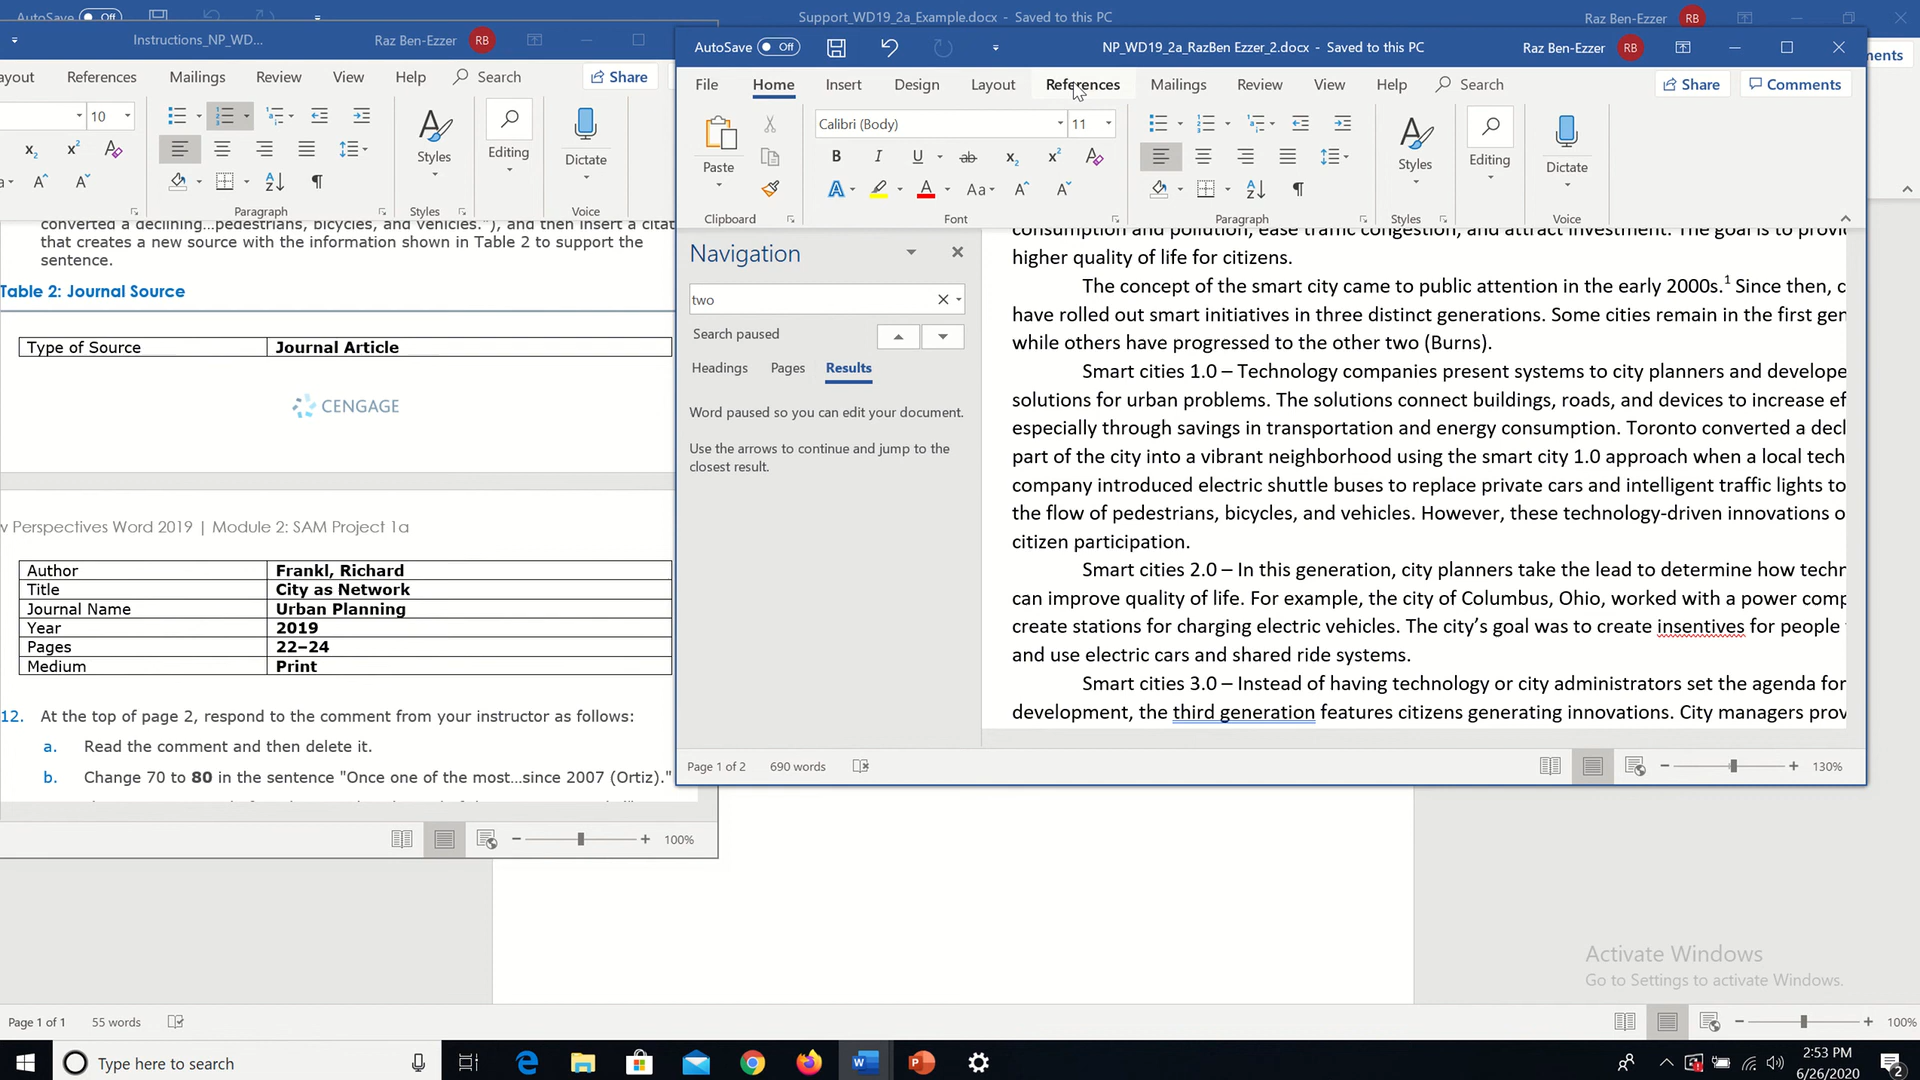 AutoSave Off
Support_WD19_2a_Example.docx - Saved to this PC
Raz Ben-Ezzer RB
Instructions_NP_WD...
Raz Ben-Ezzer RB
ayout References Mailings Review View Help Search Share
10
Styles Editing Dictate
Paragraph Styles Voice
converted a declining...pedestrians, bicycles, and vehicles."), and then insert a citat
that creates a new source with the information shown in Table 2 to support the
sentence.
Table 2: Journal Source
Type of Source Journal Article
CENGAGE
v Perspectives Word 2019 | Module 2: SAM Project 1a
Author Frankl, Richard
Title City as Network
Journal Name Urban Planning
Year 2019
Pages 22–24
Medium Print
12. At the top of page 2, respond to the comment from your instructor as follows:
a. Read the comment and then delete it.
b. Change 70 to 80 in the sentence "Once one of the most...since 2007 (Ortiz)."
100%
AutoSave Off
NP_WD19_2a_RazBen Ezzer_2.docx - Saved to this PC
Raz Ben-Ezzer RB
File Home Insert Design Layout References Mailings Review View Help Search Share Comments
ments
Paste
Calibri (Body) 11
Styles Editing Dictate
Clipboard Font Paragraph Styles Voice
Navigation
two
Search paused
Headings Pages Results
Word paused so you can edit your document.
Use the arrows to continue and jump to the
closest result.
consumption and pollution, ease traffic congestion, and attract investment. The goal is to provi
higher quality of life for citizens.
The concept of the smart city came to public attention in the early 2000s.1 Since then, c
have rolled out smart initiatives in three distinct generations. Some cities remain in the first gen
while others have progressed to the other two (Burns).
Smart cities 1.0 – Technology companies present systems to city planners and develope
solutions for urban problems. The solutions connect buildings, roads, and devices to increase ef
especially through savings in transportation and energy consumption. Toronto converted a decl
part of the city into a vibrant neighborhood using the smart city 1.0 approach when a local tech
company introduced electric shuttle buses to replace private cars and intelligent traffic lights to
the flow of pedestrians, bicycles, and vehicles. However, these technology-driven innovations o
citizen participation.
Smart cities 2.0 – In this generation, city planners take the lead to determine how techn
can improve quality of life. For example, the city of Columbus, Ohio, worked with a power comp
create stations for charging electric vehicles. The city's goal was to create insentives for people
and use electric cars and shared ride systems.
Smart cities 3.0 – Instead of having technology or city administrators set the agenda for
development, the third generation features citizens generating innovations. City managers prov
Page 1 of 2 690 words 130%
Activate Windows
Go to Settings to activate Windows.
Page 1 of 1 55 words 100%
Type here to search
2:53 PM
6/26/2020
2